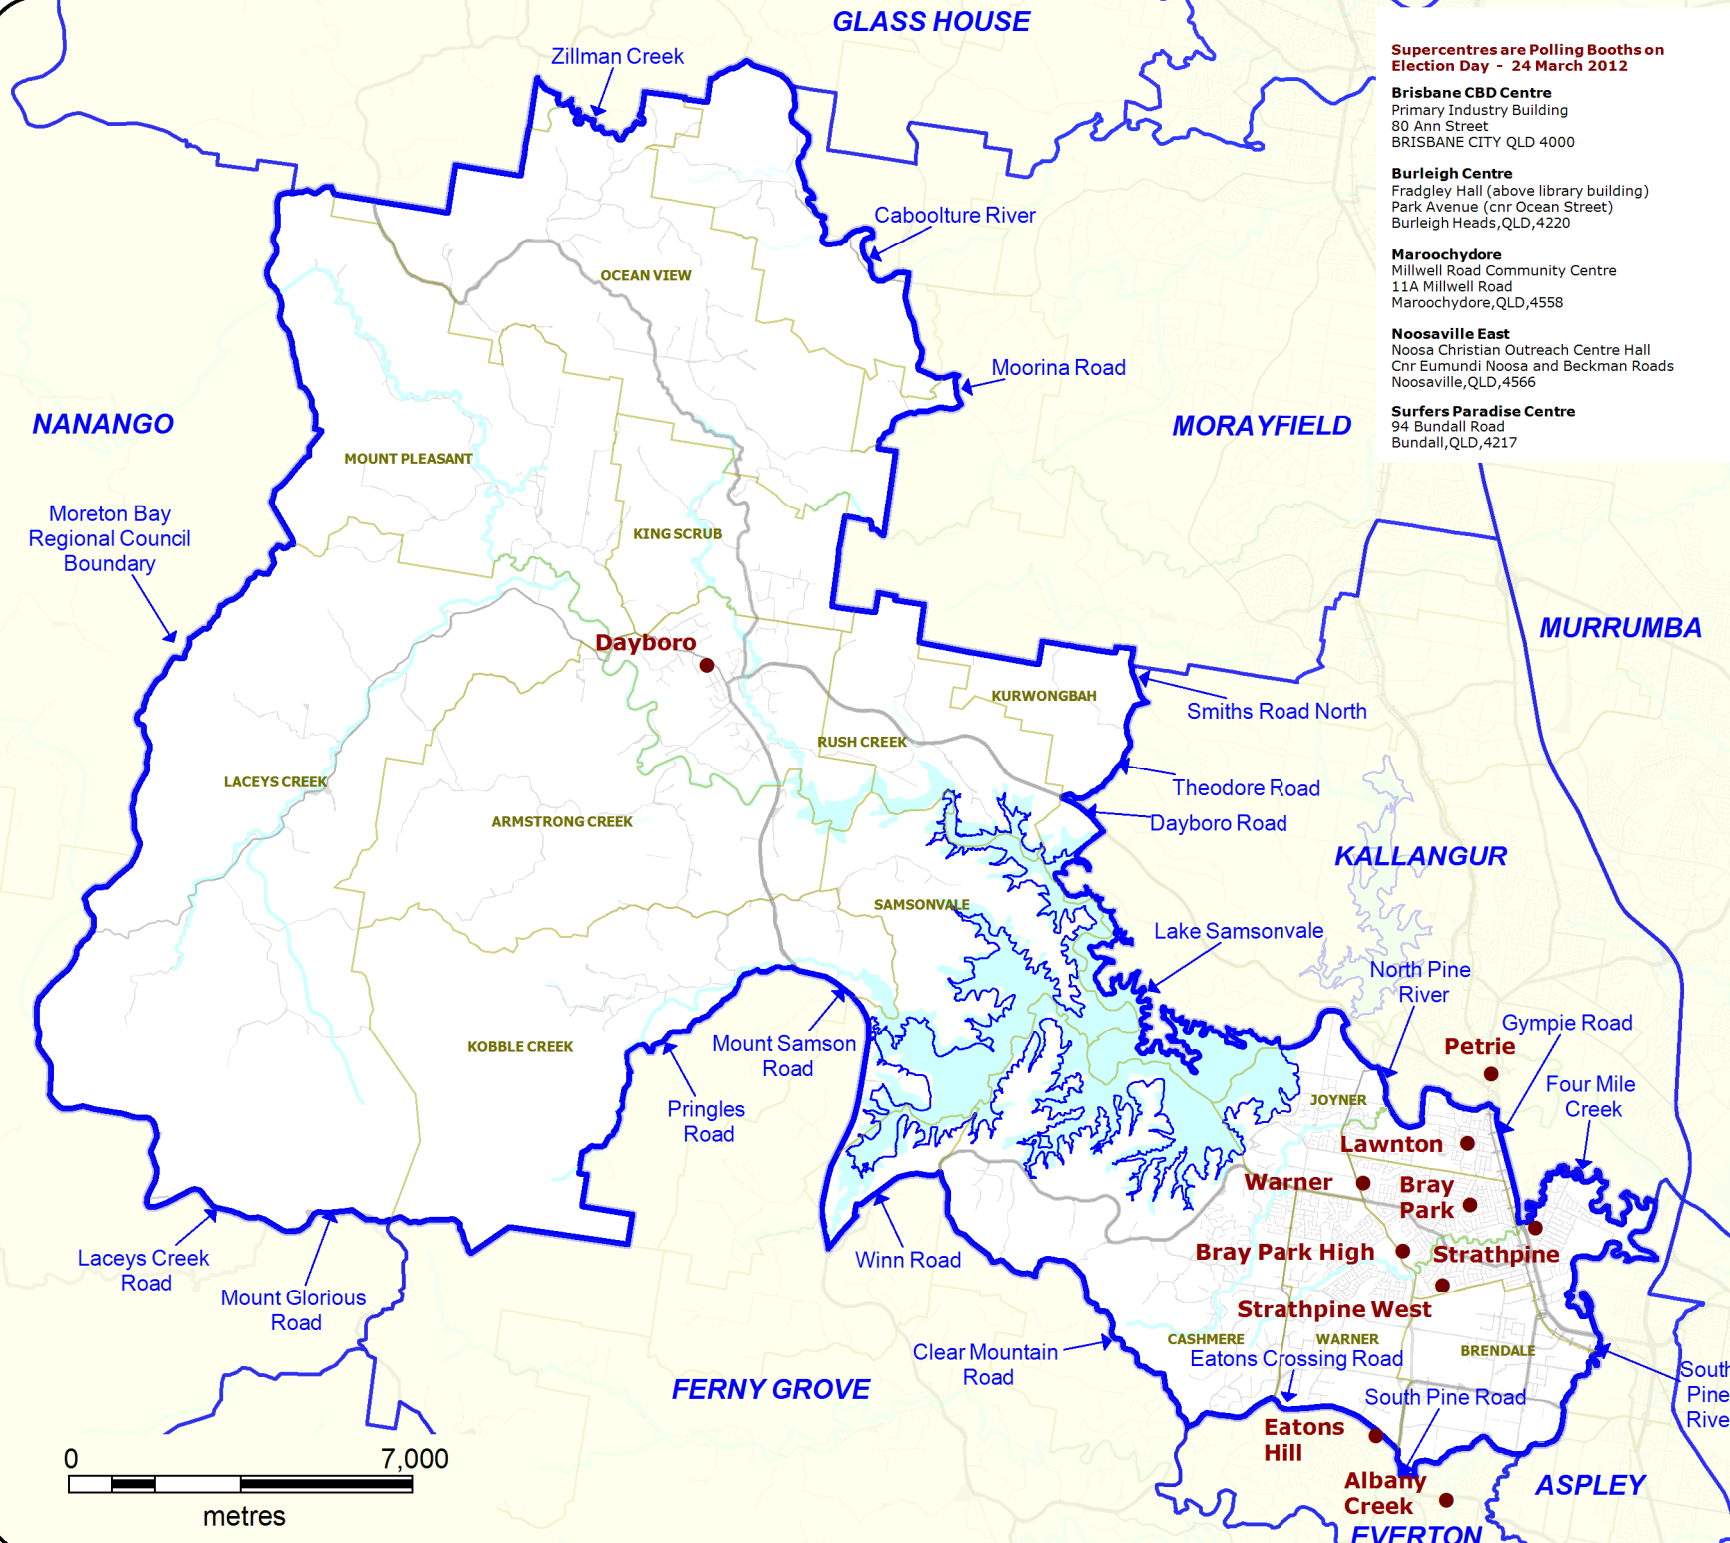 GLASS HOUSE
Zillman Creek
Supercentres are Polling Booths on
Election Day - 24 March 2012
Brisbane CBD Centre
Primary Industry Building
80 Ann Street
BRISBANE CITY QLD 4000
Burleigh Centre
Fradgley Hall (above library building)
Park Avenue (cnr Ocean Street)
Burleigh Heads,QLD,4220
Maroochydore
Millwell Road Community Centre
11A Millwell Road
Maroochydore,QLD,4558
Noosaville East
Noosa Christian Outreach Centre Hall
Cnr Eumundi Noosa and Beckman Roads
Noosaville,QLD,4566
Surfers Paradise Centre
94 Bundall Road
Bundall,QLD,4217
Caboolture River
OCEAN VIEW
Moorina Road
NANANGO
MORAYFIELD
MOUNT PLEASANT
Moreton Bay
Regional Council
Boundary
KING SCRUB
MURRUMBA
Dayboro
KURWONGBAH
Smiths Road North
RUSH CREEK
LACEYS CREEK
Theodore Road
ARMSTRONG CREEK
Dayboro Road
KALLANGUR
SAMSONVALE
Lake Samsonvale
North Pine
River
Gympie Road
KOBBLE CREEK
Mount Samson
Road
Petrie
Four Mile
Creek
JOYNER
Pringles
Road
Lawnton
Warner
Bray
Park
Bray Park High
Strathpine
Winn Road
Laceys Creek
Road
Mount Glorious
Road
Strathpine West
CASHMERE
WARNER
BRENDALE
Clear Mountain
Road
Eatons Crossing Road
South
Pine
Rive
FERNY GROVE
South Pine Road
Eatons
Hill
0
7,000
metres
Albany
Creek
ASPLEY
EVERTON